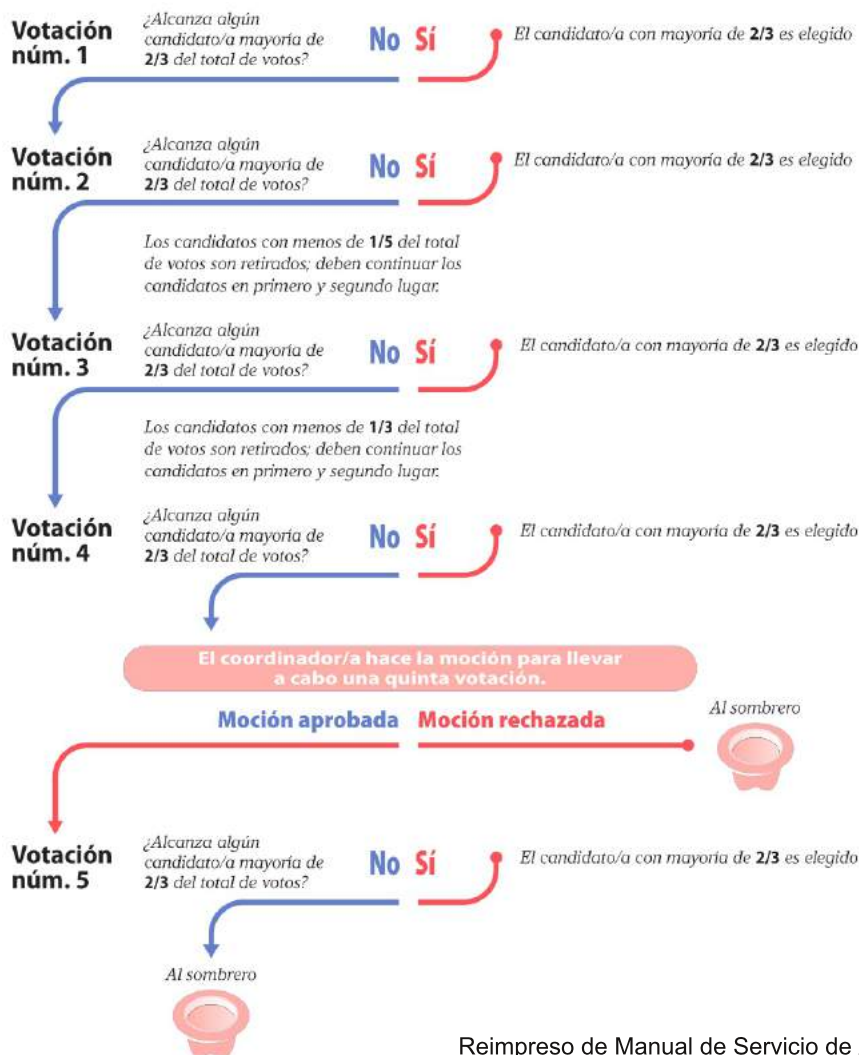 Votación
núm. 1
¿Alcanza algún
candidato/a mayoría de
2/3 del total de votos?
No Sí
El candidato/a con mayoría de 2/3 es elegido
Votación
núm. 2
¿Alcanza algún
candidato/a mayoría de
2/3 del total de votos?
No Sí
El candidato/a con mayoría de 2/3 es elegido
Los candidatos con menos de 1/5 del total
de votos son retirados; deben continuar los
candidatos en primero y segundo lugar.
Votación
núm. 3
¿Alcanza algún
candidato/a mayoría de
2/3 del total de votos?
No Sí
El candidato/a con mayoría de 2/3 es elegido
Los candidatos con menos de 1/3 del total
de votos son retirados; deben continuar los
candidatos en primero y segundo lugar.
Votación
núm. 4
¿Alcanza algún
candidato/a mayoría de
2/3 del total de votos?
No Sí
El candidato/a con mayoría de 2/3 es elegido
El coordinador/a hace la moción para llevar
a cabo una quinta votación.
Moción aprobada Moción rechazada
Al sombrero
Votación
núm. 5
¿Alcanza algún
candidato/a mayoría de
2/3 del total de votos?
No Sí
El candidato/a con mayoría de 2/3 es elegido
Al sombrero
Reimpreso de Manual de Servicio de